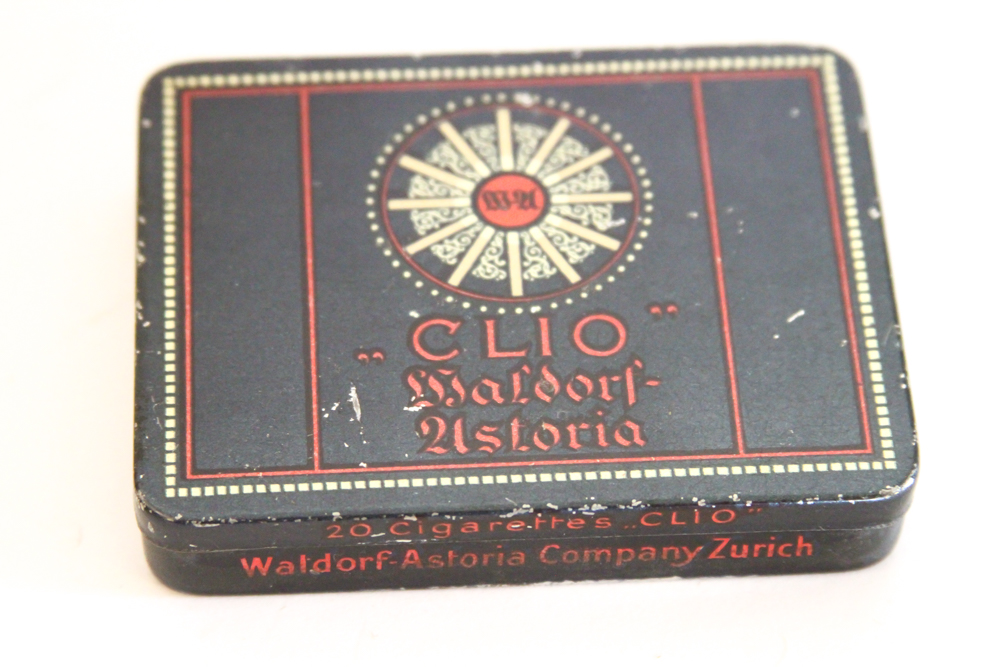 W-A
„CLIO”
Waldorf-
Astoria
20 Cigarettes „CLIO”
Waldorf-Astoria Company Zurich